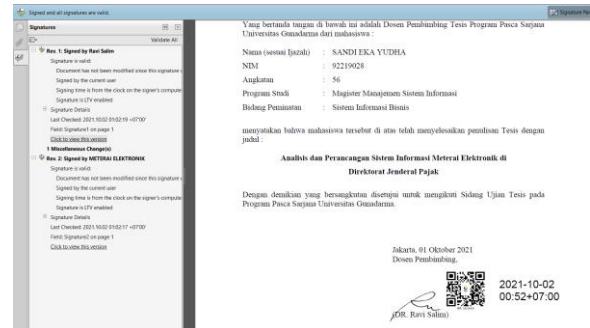 Signed and all signatures are valid.
Signature Pa
Signatures
Validate All
Rev. 1: Signed by Ravi Salim
Signature is valid:
Document has not been modified since this signature
Signed by the current user
Signing time is from the clock on the signer's compute
Signature is LTV enabled
Signature Details
Last Checked: 2021.10.02 01:02:19 +07'00'
Field: Signature1 on page 1
Click to view this version
1 Miscellaneous Change(s)
Rev. 2: Signed by METERAI ELEKTRONIK
Signature is valid:
Document has not been modified since this signature
Signed by the current user
Signing time is from the clock on the signer's compute
Signature is LTV enabled
Signature Details
Last Checked: 2021.10.02 01:02:17 +07'00'
Field: Signature2 on page 1
Click to view this version
Yang bertanda tangan di bawah ini adalah Dosen Pembimbing Tesis Program Pasca Sarjana
Universitas Gunadarma dari mahasiswa :
Nama (sesuai Ijazah) : SANDI EKA YUDHA
NIM : 92219028
Angkatan : 56
Program Studi : Magister Manajemen Sistem Informasi
Bidang Peminatan : Sistem Informasi Bisnis
menyatakan bahwa mahasiswa tersebut di atas telah menyelesaikan penulisan Tesis dengan
judul :
Analisis dan Perancangan Sistem Informasi Meterai Elektronik di
Direktorat Jenderal Pajak
Dengan demikian yang bersangkutan disetujui untuk mengikuti Sidang Ujian Tesis pada
Program Pasca Sarjana Universitas Gunadarma.
Jakarta, 01 Oktober 2021
Dosen Pembimbing,
2021-10-02
00:52+07:00
(DR. Ravi Salim)